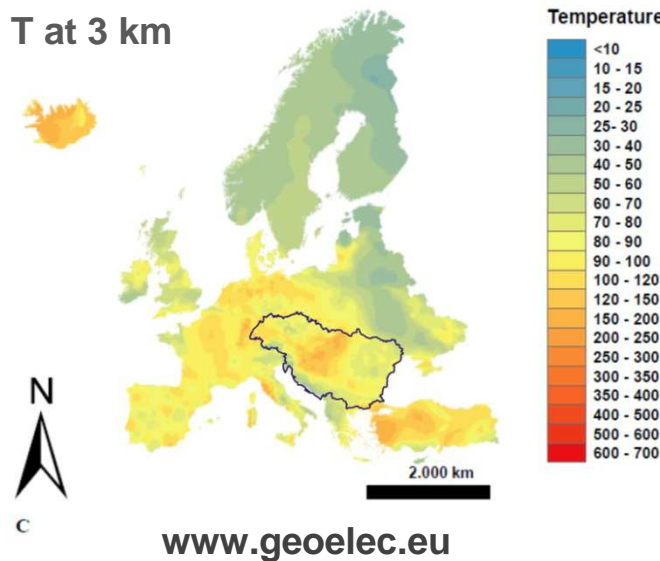 T at 3 km
Temperature
<10
10 - 15
15 - 20
20 - 25
25- 30
30 - 40
40 - 50
50 - 60
60 - 70
70 - 80
80 - 90
90 - 100
100 - 120
120 - 150
150 - 200
200 - 250
250 - 300
300 - 350
350 - 400
400 - 500
500 - 600
600 - 700
N
2.000 km
C
www.geoelec.eu